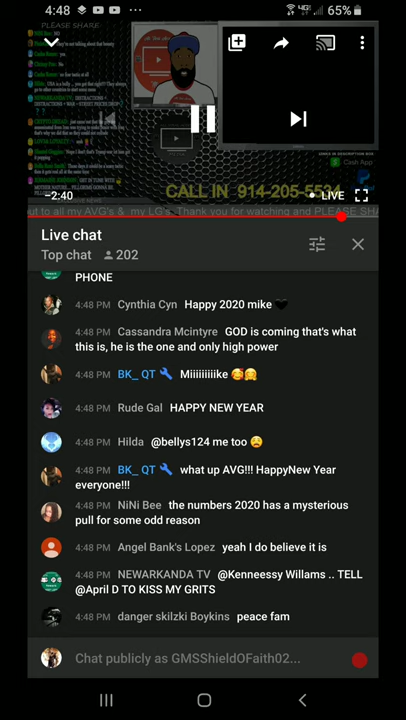 4:48
65%
PLEASE SHARE
CALL IN 914-205-5534
Cash App
-2:40
LIVE
out to all my AVG's & my LG's Thank you for watching and PLEASE SHA
Live chat
Top chat 202
PHONE
4:48 PM Cynthia Cyn Happy 2020 mike 🖤
4:48 PM Cassandra Mcintyre GOD is coming that's what
this is, he is the one and only high power
4:48 PM BK_ QT 🔧 Miiiiiiiiike 🥰🤗
4:48 PM Rude Gal HAPPY NEW YEAR
4:48 PM Hilda @bellys124 me too 😫
4:48 PM BK_ QT 🔧 what up AVG!!! HappyNew Year
everyone!!!
4:48 PM NiNi Bee the numbers 2020 has a mysterious
pull for some odd reason
4:48 PM Angel Bank's Lopez yeah I do believe it is
4:48 PM NEWARKANDA TV @Kenneessy Willams .. TELL
@April D TO KISS MY GRITS
4:48 PM danger skilzki Boykins peace fam
Chat publicly as GMSShieldOfFaith02...